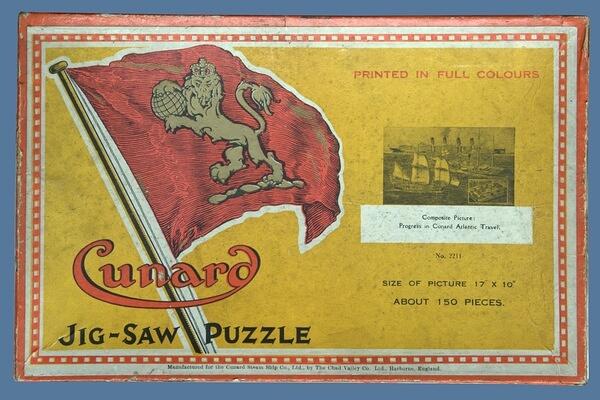 PRINTED IN FULL COLOURS
Composite Picture:
Progress in Cunard Atlantic Travel.
No. 2211
SIZE OF PICTURE 17" X 10"
ABOUT 150 PIECES.
Cunard
JIG-SAW PUZZLE
Manufactured for the Cunard Steam Ship Co., Ltd., by The Chad Valley Co. Ltd., Harborne, England.